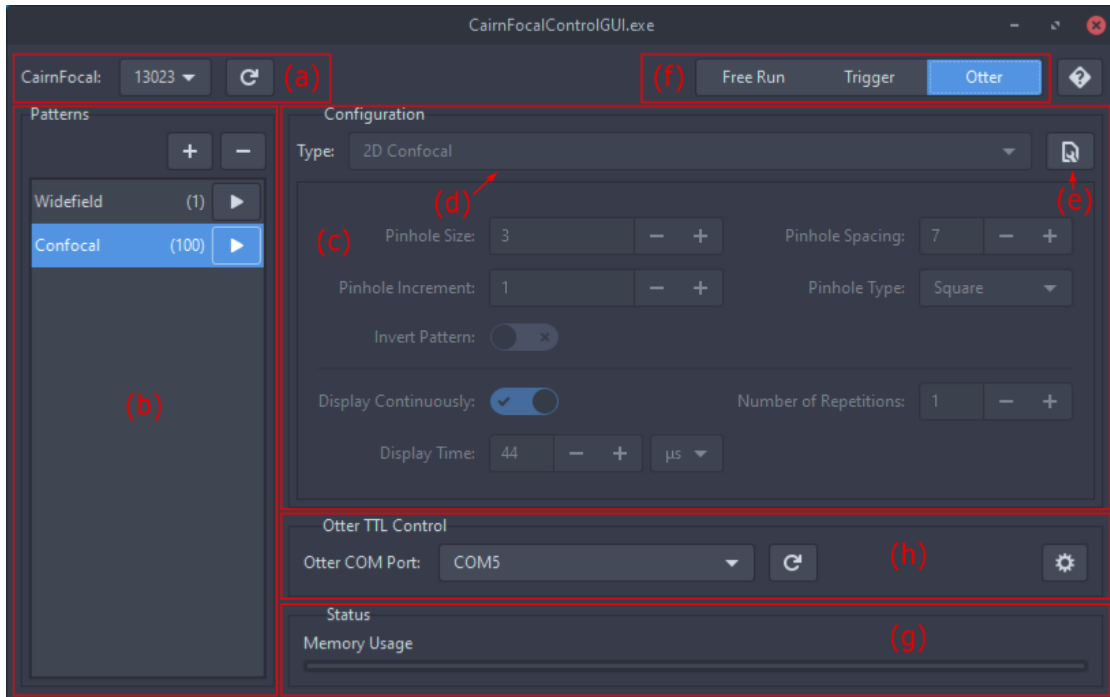 CairnFocalControlGUI.exe
CairnFocal: 13023 (a) (f) Free Run Trigger Otter
Patterns
Configuration
Type: 2D Confocal
+ −
Widefield (1)
Confocal (100)
(d) (e)
(c) Pinhole Size: 3 − + Pinhole Spacing: 7 − +
Pinhole Increment: 1 − + Pinhole Type: Square
Invert Pattern:
(b)
Display Continuously: Number of Repetitions: 1 − +
Display Time: 44 − + µs
Otter TTL Control
Otter COM Port: COM5 (h)
Status
Memory Usage (g)